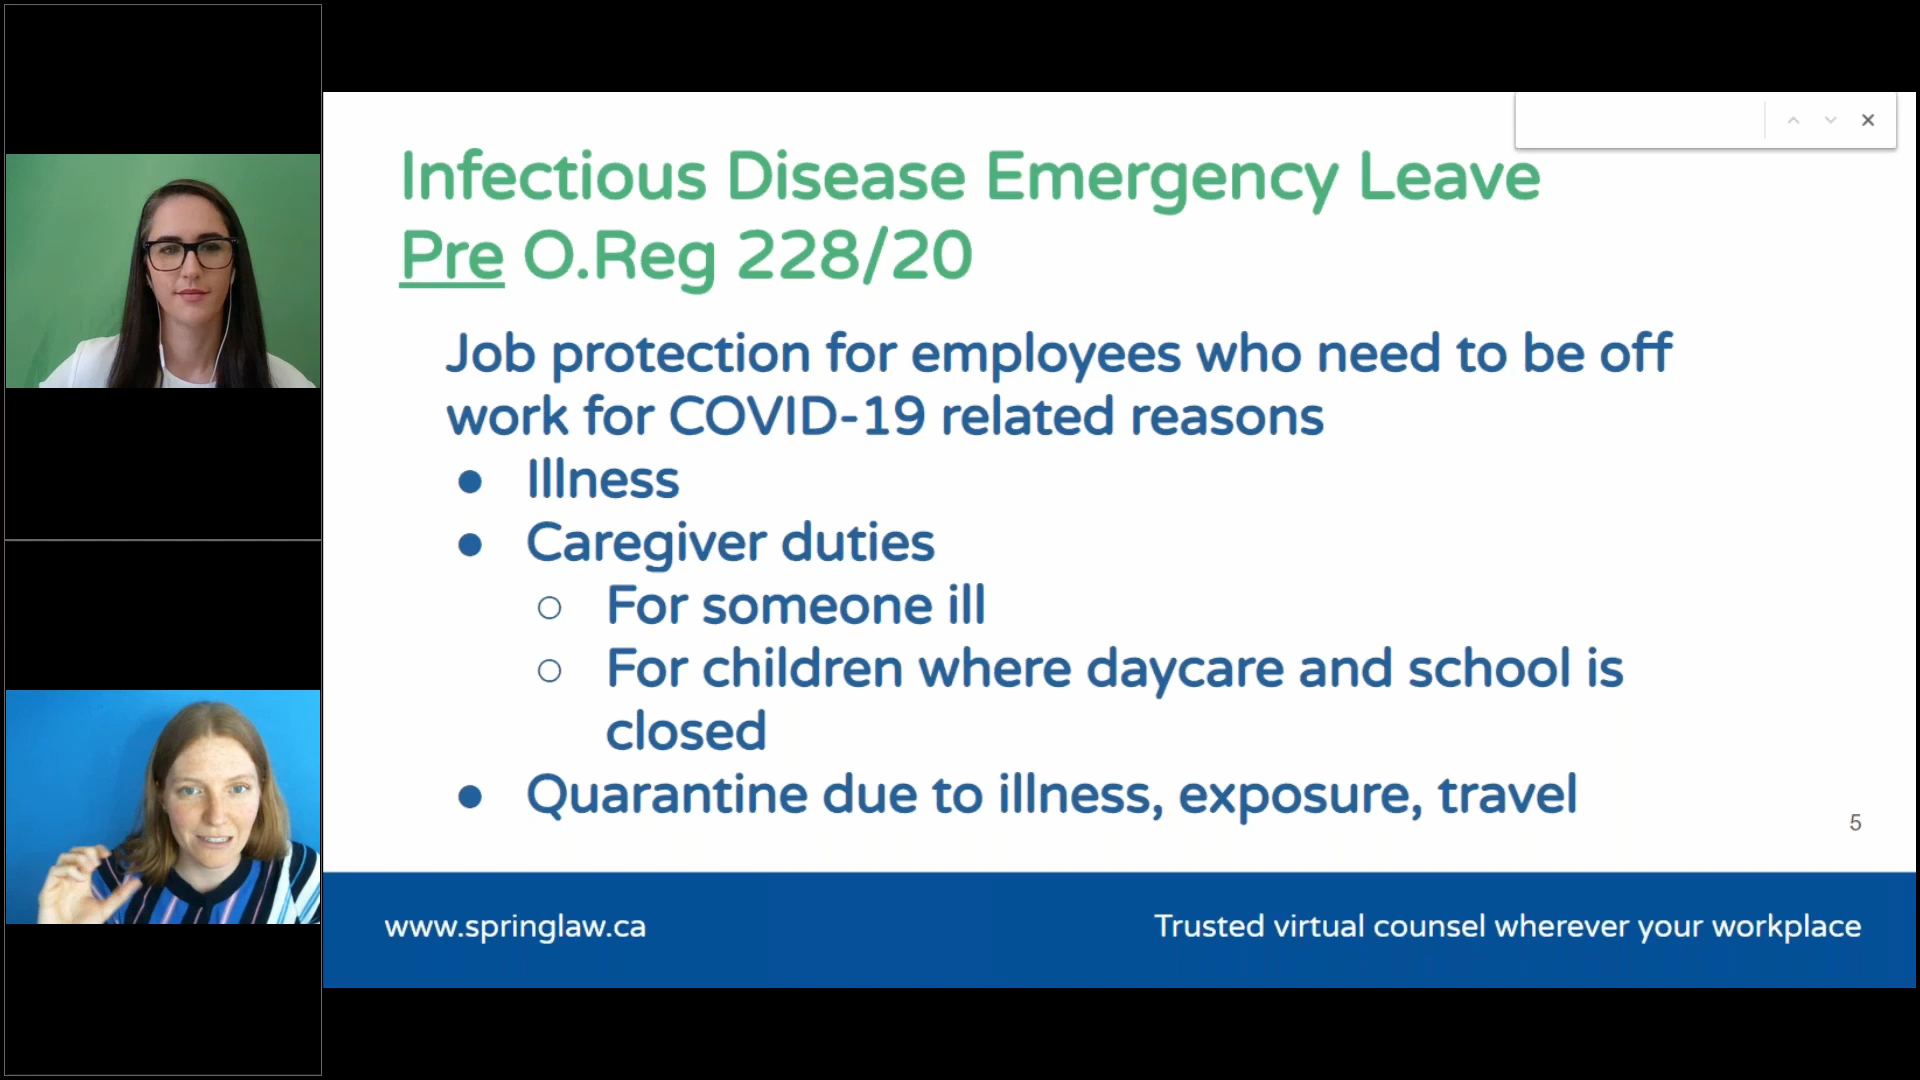 Infectious Disease Emergency Leave
Pre O.Reg 228/20
Job protection for employees who need to be off
work for COVID-19 related reasons
● Illness
● Caregiver duties
○ For someone ill
○ For children where daycare and school is
closed
● Quarantine due to illness, exposure, travel
5
www.springlaw.ca
Trusted virtual counsel wherever your workplace